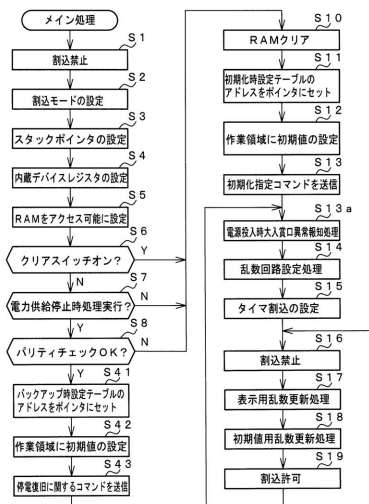 メイン処理
S1
割込禁止
S2
割込モードの設定
S3
スタックポインタの設定
S4
内蔵デバイスレジスタの設定
S5
RAMをアクセス可能に設定
S6
クリアスイッチオン?
Y
N
S7
電力供給停止時処理実行?
N
Y
S8
パリティチェックOK?
N
Y
S41
バックアップ時設定テーブルの
アドレスをポインタにセット
S42
作業領域に初期値の設定
S43
停電復旧に関するコマンドを送信
S10
RAMクリア
S11
初期化時設定テーブルの
アドレスをポインタにセット
S12
作業領域に初期値の設定
S13
初期化指定コマンドを送信
S13a
電源投入時大入賞口異常報知処理
S14
乱数回路設定処理
S15
タイマ割込の設定
S16
割込禁止
S17
表示用乱数更新処理
S18
初期値用乱数更新処理
S19
割込許可